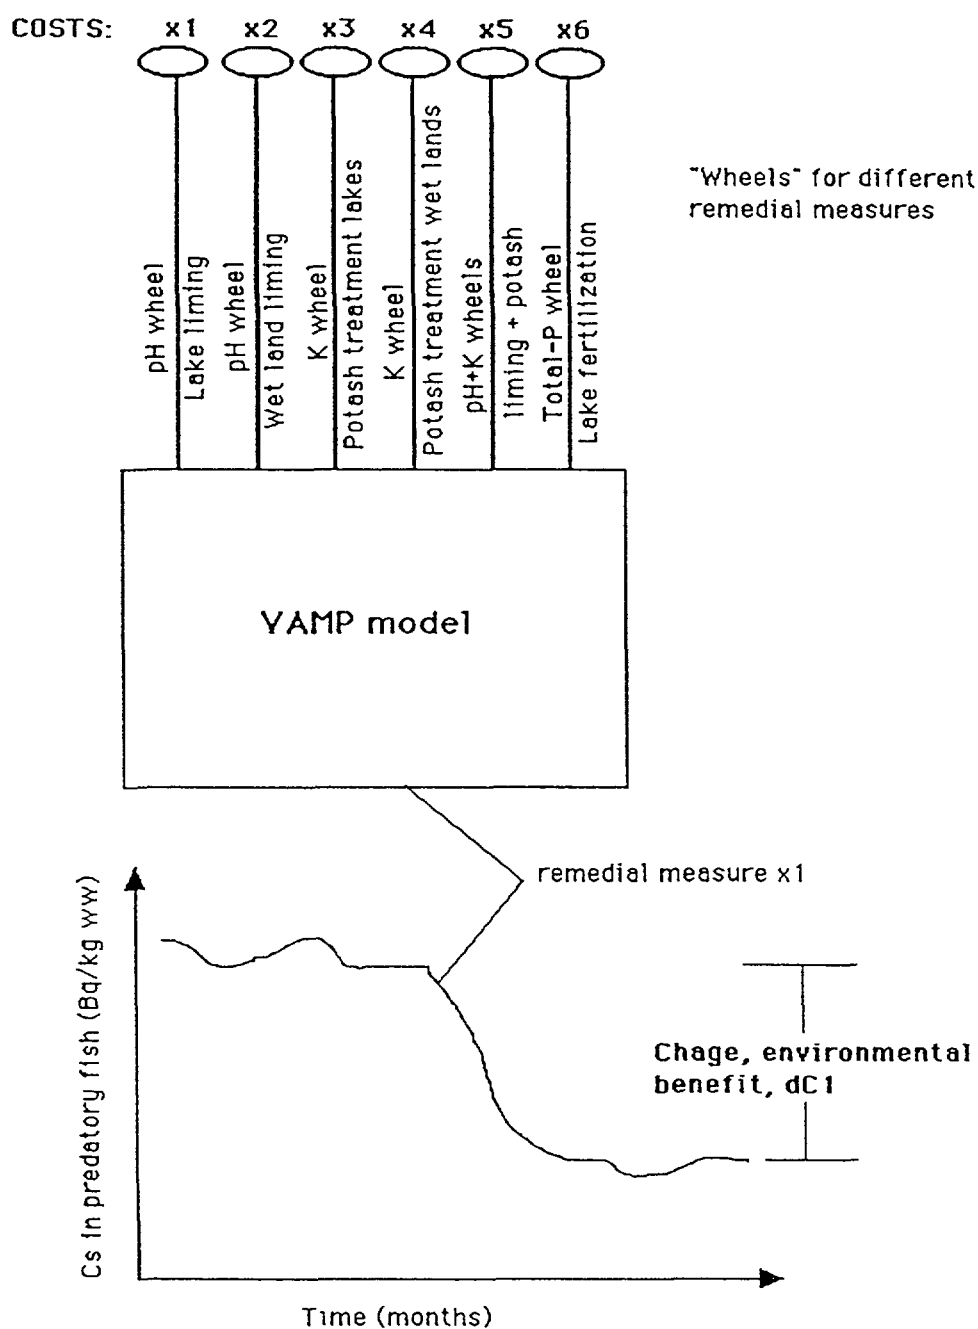 COSTS: x1 x2 x3 x4 x5 x6
"Wheels" for different
remedial measures
pH wheel
Lake liming
pH wheel
Wet land liming
K wheel
Potash treatment lakes
K wheel
Potash treatment wet lands
pH+K wheels
liming + potash
Total-P wheel
Lake fertilization
VAMP model
remedial measure x1
Cs in predatory fish (Bq/kg ww)
Chage, environmental
benefit, dC1
Time (months)